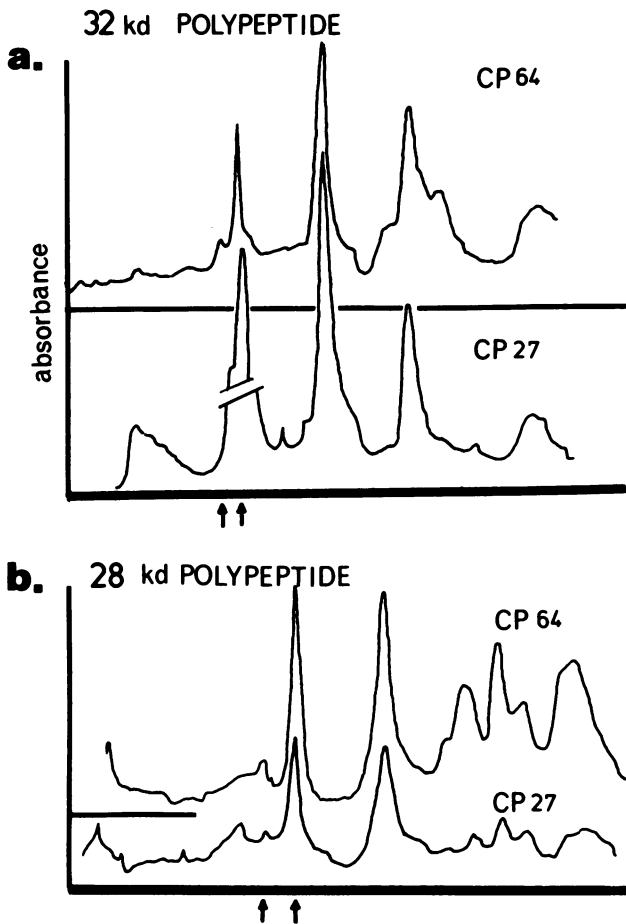 32 kd POLYPEPTIDE
a.
CP 64
absorbance
CP 27
b. 28 kd POLYPEPTIDE
CP 64
CP 27